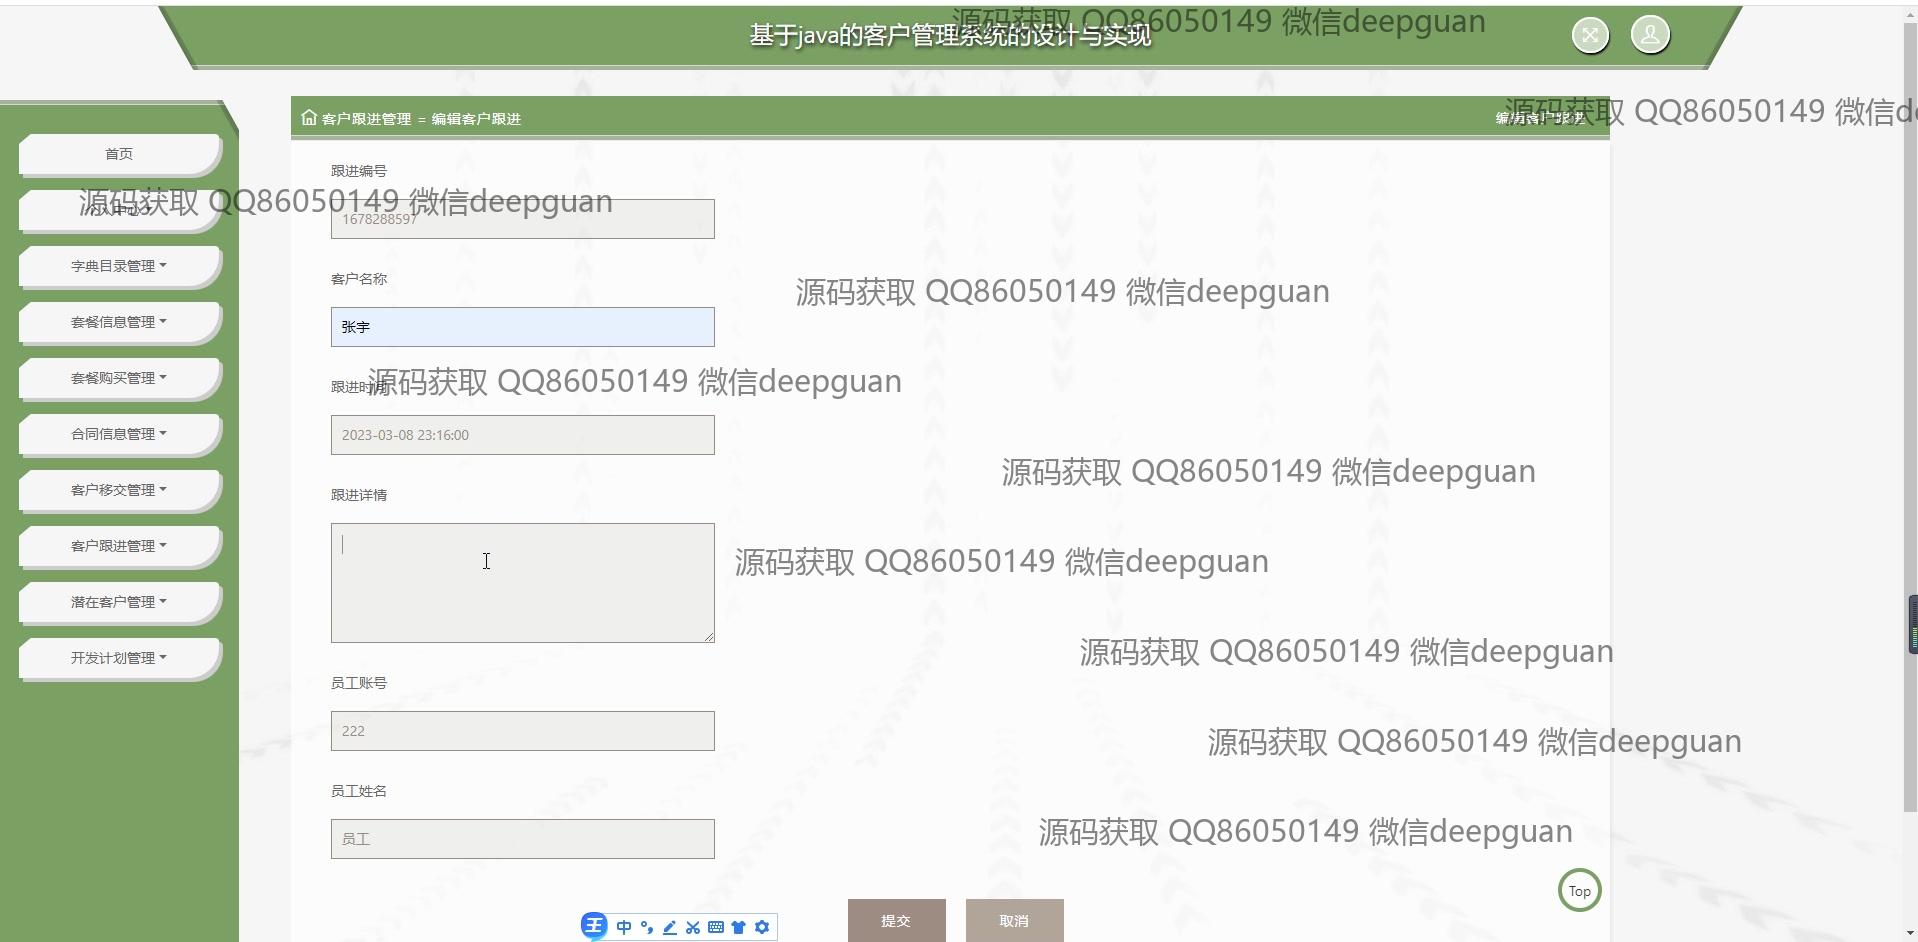 基于java的客户管理系统的设计与实现
源码获取 QQ86050149 微信deepguan
客户跟进管理 = 编辑客户跟进
编辑客户跟进
源码获取 QQ86050149 微信d
首页
个人中心
源码获取 QQ86050149 微信deepguan
字典目录管理
套餐信息管理
套餐购买管理
合同信息管理
客户移交管理
客户跟进管理
潜在客户管理
开发计划管理
跟进编号
1678288597
客户名称
源码获取 QQ86050149 微信deepguan
张宇
跟进时间
源码获取 QQ86050149 微信deepguan
2023-03-08 23:16:00
源码获取 QQ86050149 微信deepguan
跟进详情
源码获取 QQ86050149 微信deepguan
源码获取 QQ86050149 微信deepguan
员工账号
222
源码获取 QQ86050149 微信deepguan
员工姓名
员工
源码获取 QQ86050149 微信deepguan
Top
王 中
提交
取消